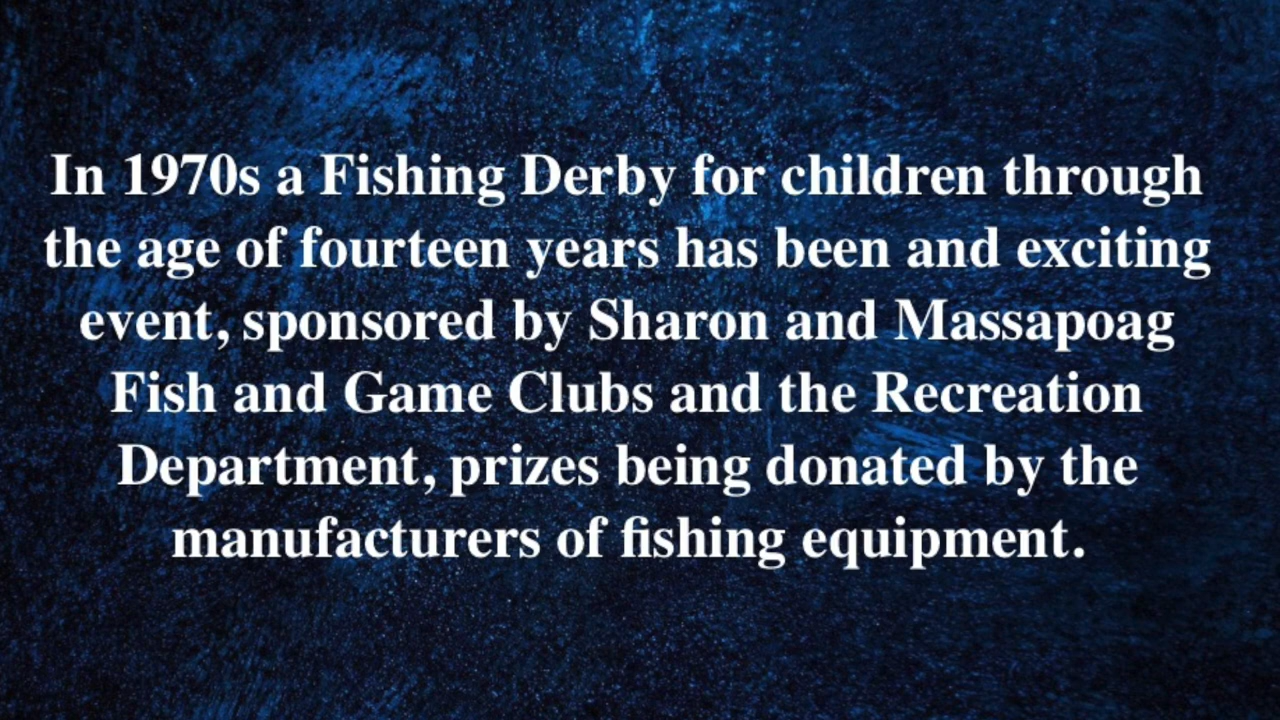 In 1970s a Fishing Derby for children through
the age of fourteen years has been and exciting
event, sponsored by Sharon and Massapoag
Fish and Game Clubs and the Recreation
Department, prizes being donated by the
manufacturers of fishing equipment.